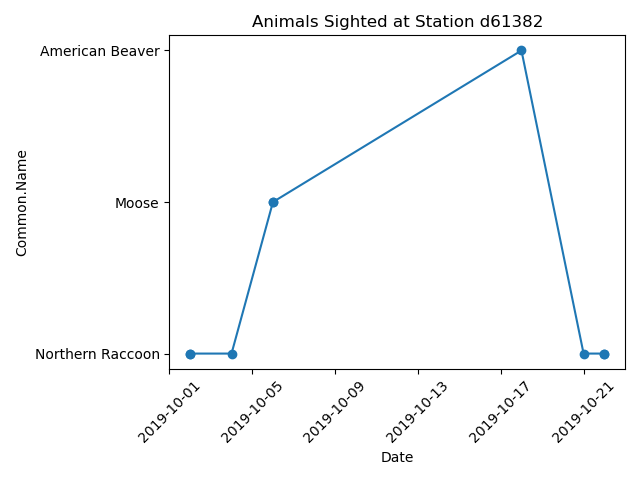 Animals Sighted at Station d61382
American Beaver
Moose
Northern Raccoon
Common.Name
2019-10-01
2019-10-05
2019-10-09
2019-10-13
2019-10-17
2019-10-21
Date